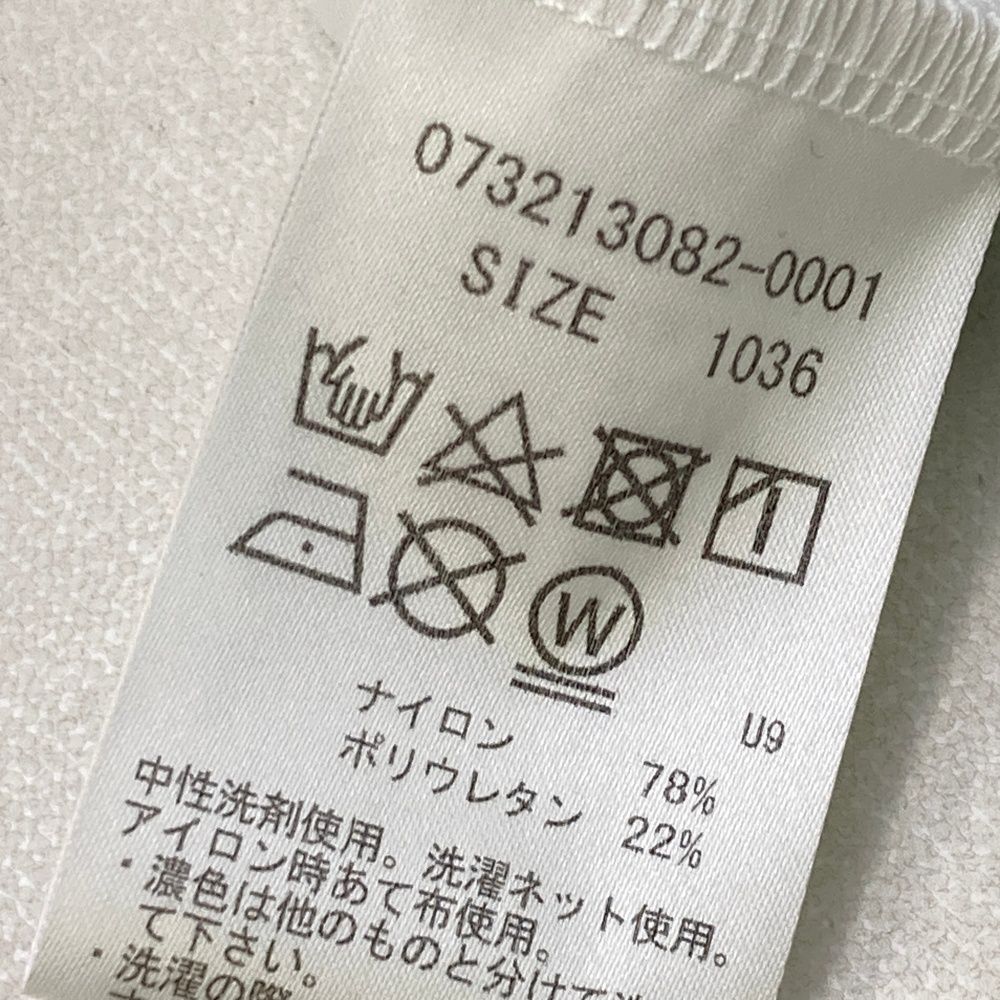 073213082-0001
SIZE 1036
W
U9
ナイロン 78%
ポリウレタン 22%
中性洗剤使用。洗濯ネット使用。
アイロン時あて布使用。
・濃色は他のものと分けて
て下さい。
・洗濯の際